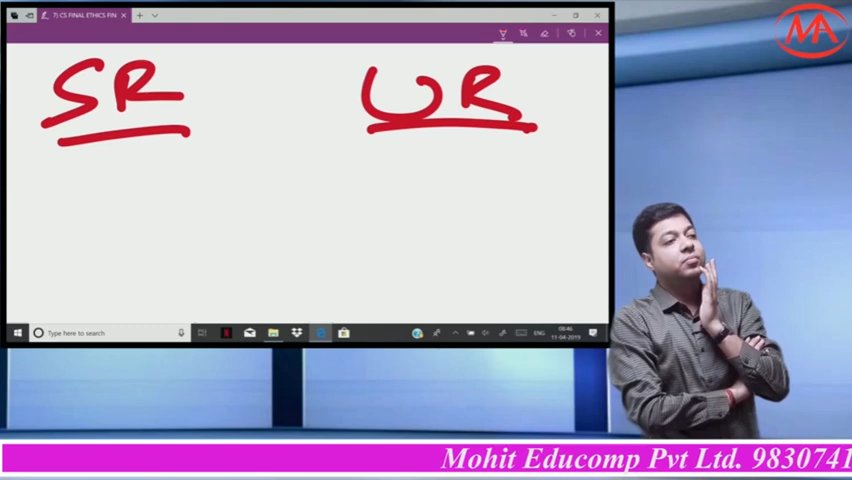 7) CS FINAL ETHICS FIN
MA
SR
UR
Type here to search
ENG
08:46
11-04-2019
Mohit Educomp Pvt Ltd. 9830741